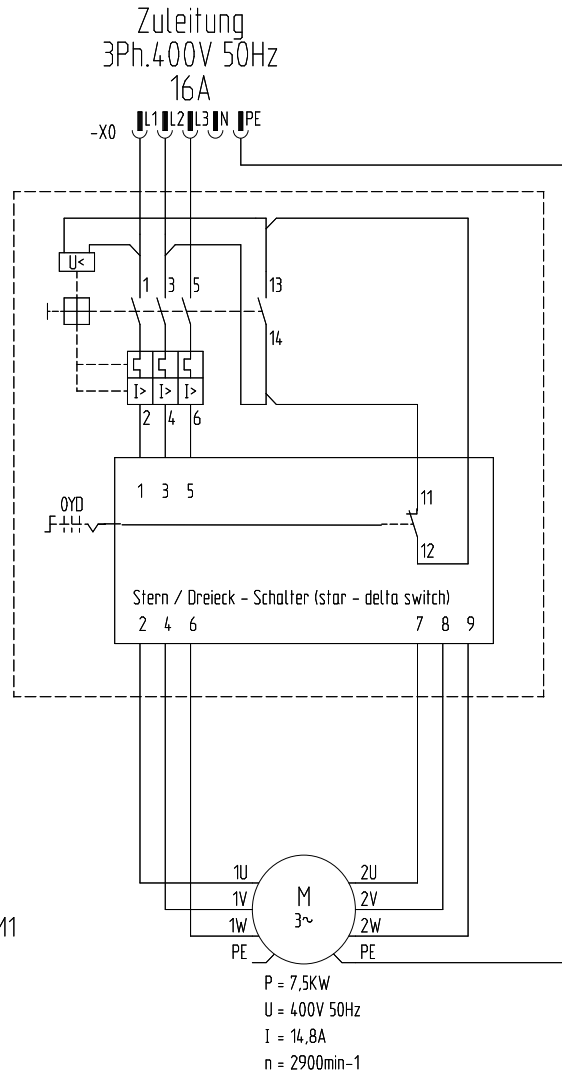 Zuleitung
3Ph.400V 50Hz
16A
-X0 L1 L2 L3 N PE
U<
1 3 5 13
14
I> I> I>
2 4 6
1 3 5 11
0YD
12
Stern / Dreieck - Schalter (star - delta switch)
2 4 6 7 8 9
1U 2U
M
1V 2V
3~
1W 2W
M1
PE PE
P = 7,5KW
U = 400V 50Hz
I = 14,8A
n = 2900min-1